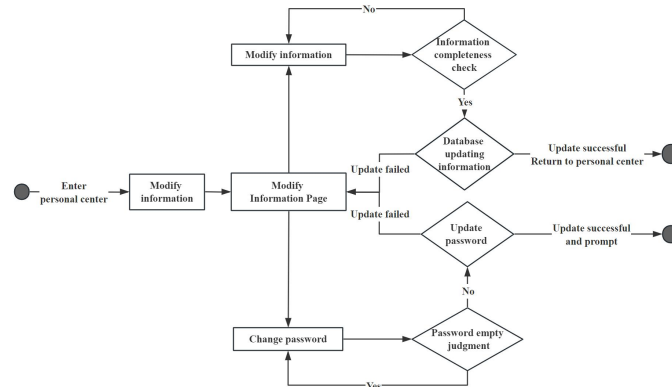 No
Modify information
Information
completeness
check
Yes
Database
updating
information
Update successful
Return to personal center
Update failed
Enter
personal center
Modify
information
Modify
Information Page
Update failed
Update
password
Update successful
and prompt
No
Change password
Password empty
judgment
Yes